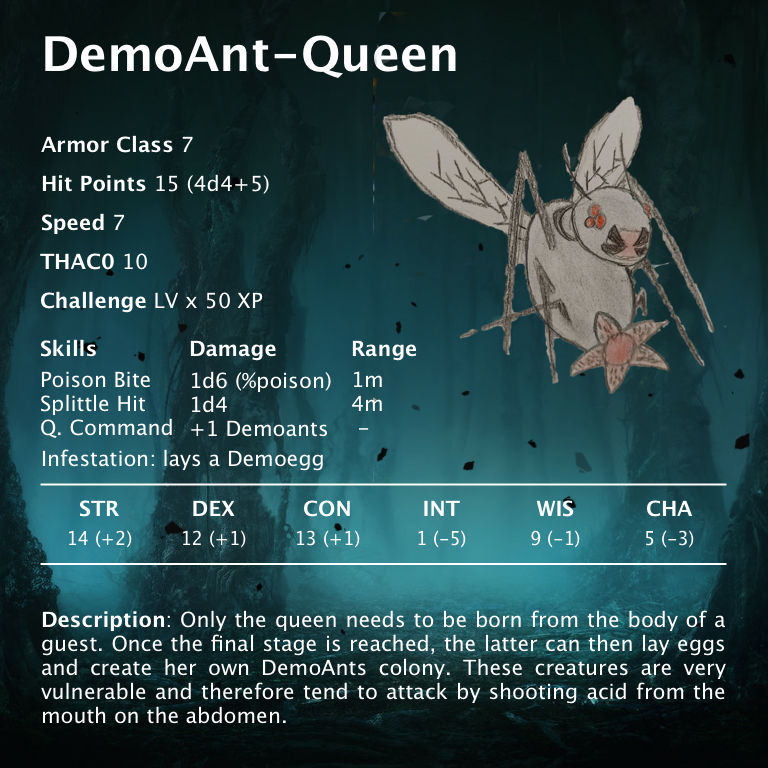 DemoAnt-Queen
Armor Class 7
Hit Points 15 (4d4+5)
Speed 7
THAC0 10
Challenge LV x 50 XP
Skills Damage Range
Poison Bite 1d6 (%poison) 1m
Splittle Hit 1d4 4m
Q. Command +1 Demoants -
Infestation: lays a Demoegg
STR DEX CON INT WIS CHA
14 (+2) 12 (+1) 13 (+1) 1 (-5) 9 (-1) 5 (-3)
Description: Only the queen needs to be born from the body of a
guest. Once the final stage is reached, the latter can then lay eggs
and create her own DemoAnts colony. These creatures are very
vulnerable and therefore tend to attack by shooting acid from the
mouth on the abdomen.